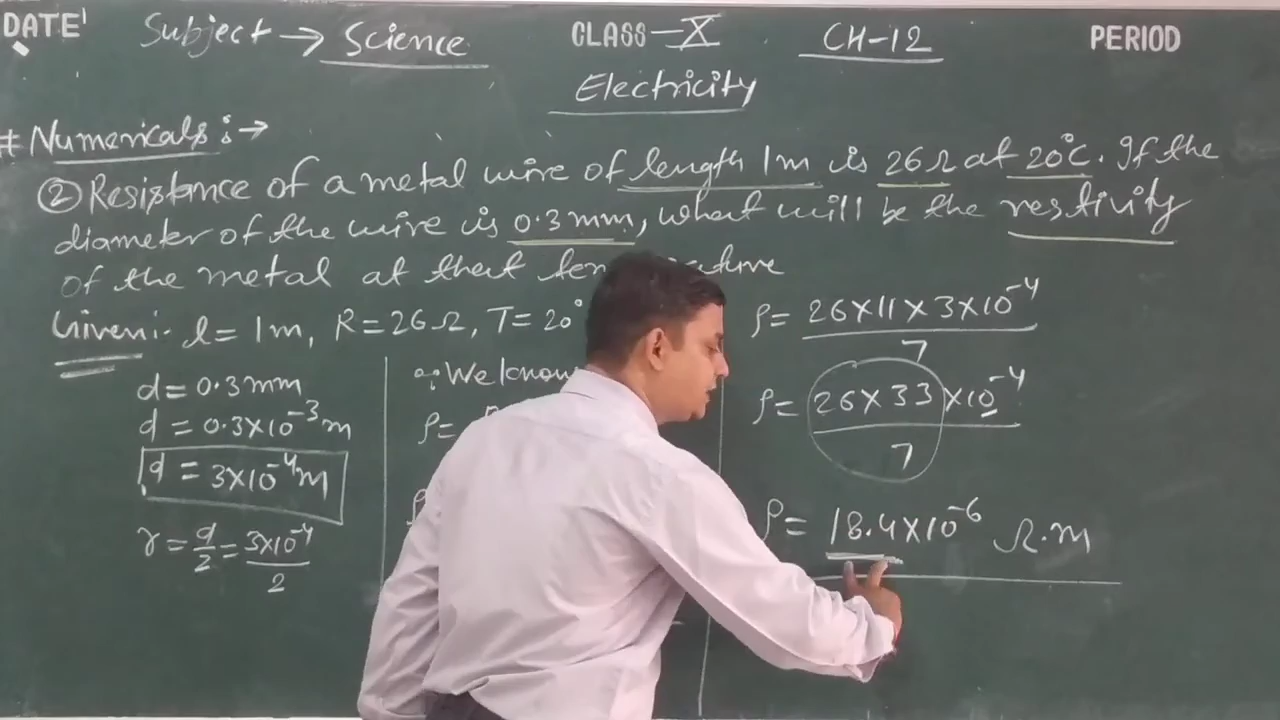 DATE Subject → Science CLASS – X CH-12 PERIOD
Electricity
# Numericals :→
② Resistance of a metal wire of length 1m is 26Ω at 20°C. If the
diameter of the wire is 0.3mm, what will be the restivity
of the metal at that
Given:- l = 1m, R = 26Ω, T = 20°
d = 0.3mm
d = 0.3×10⁻³m
d = 3×10⁻⁴m
r = d/2 = 3×10⁻⁴/2
∵ We know
ρ =
ρ = 26×11×3×10⁻⁴/7
ρ = 26×33×10⁻⁴/7
ρ = 18.4×10⁻⁶ Ω.m